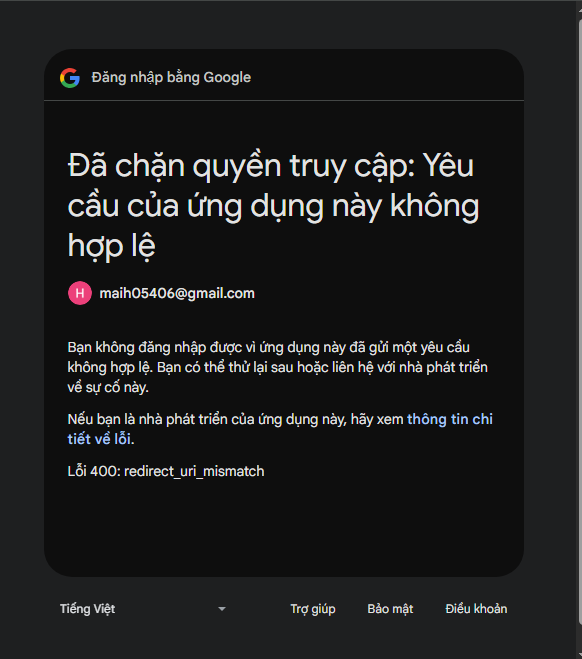 Đăng nhập bằng Google
Đã chặn quyền truy cập: Yêu
cầu của ứng dụng này không
hợp lệ
H maih05406@gmail.com
Bạn không đăng nhập được vì ứng dụng này đã gửi một yêu cầu
không hợp lệ. Bạn có thể thử lại sau hoặc liên hệ với nhà phát triển
về sự cố này.
Nếu bạn là nhà phát triển của ứng dụng này, hãy xem thông tin chi
tiết về lỗi.
Lỗi 400: redirect_uri_mismatch
Tiếng Việt Trợ giúp Bảo mật Điều khoản